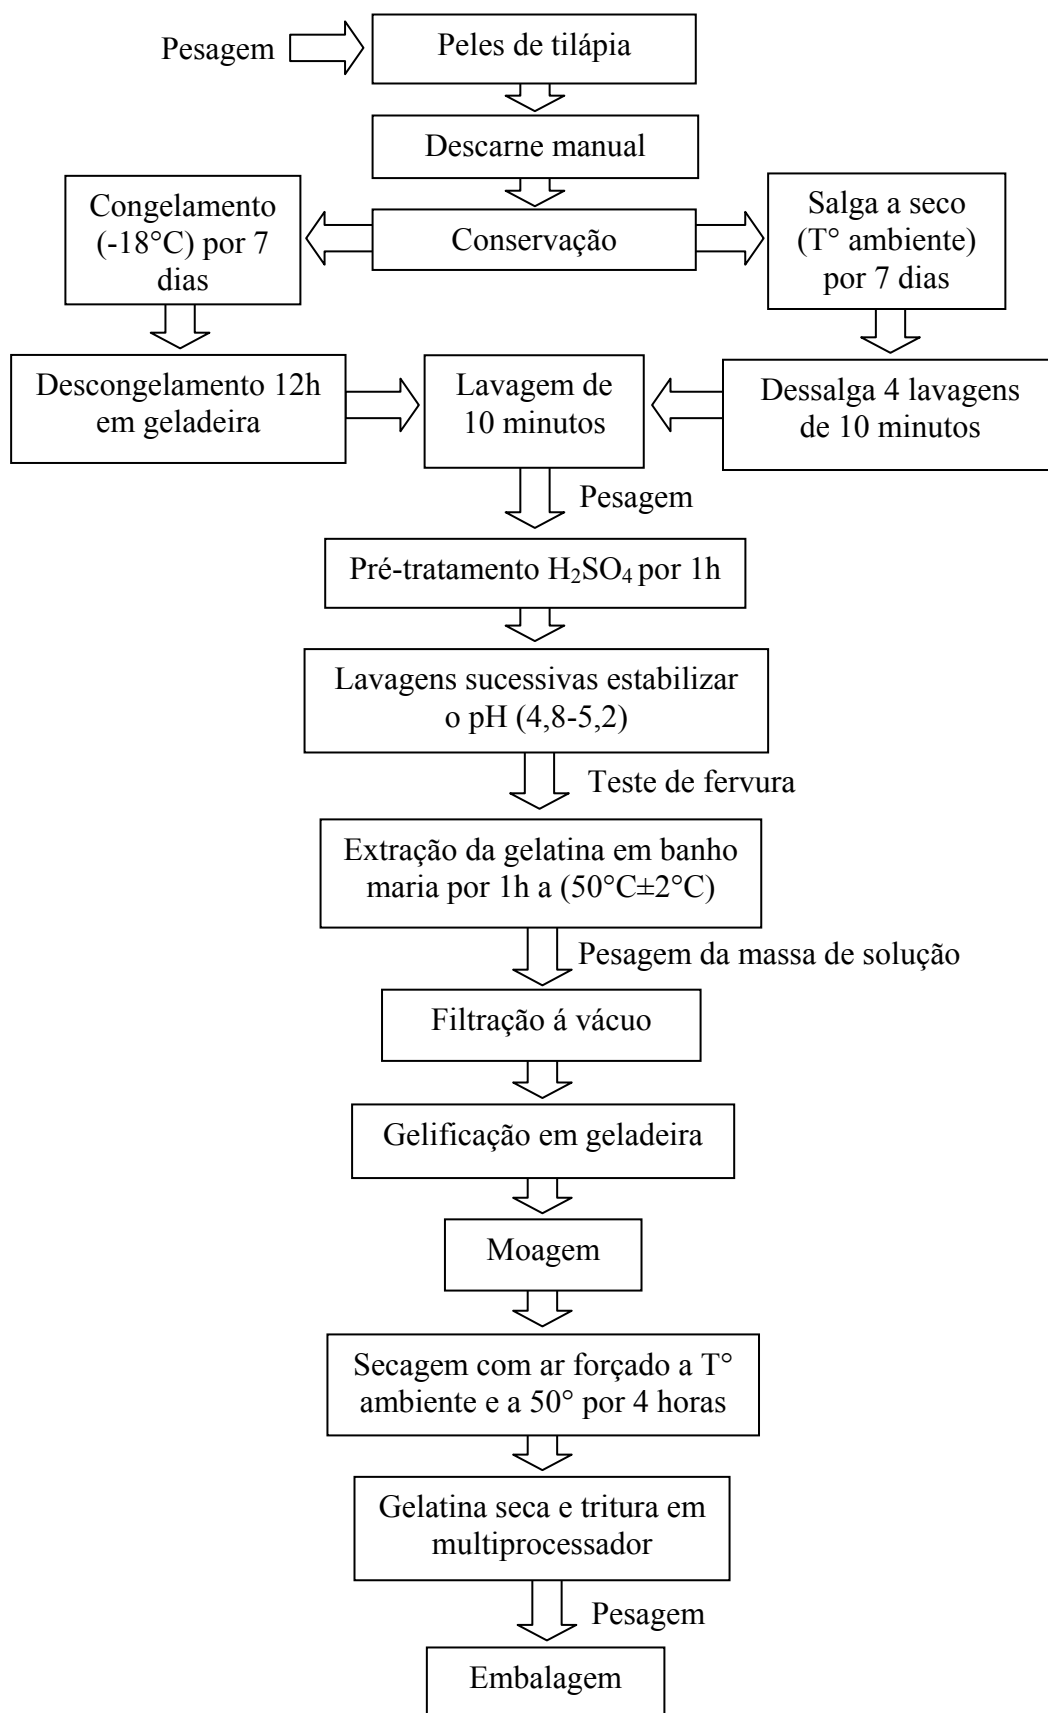 Pesagem
Peles de tilápia
Descarne manual
Congelamento
(-18°C) por 7
dias
Conservação
Salga a seco
(T° ambiente)
por 7 dias
Descongelamento 12h
em geladeira
Lavagem de
10 minutos
Dessalga 4 lavagens
de 10 minutos
Pesagem
Pré-tratamento H₂SO₄ por 1h
Lavagens sucessivas estabilizar
o pH (4,8-5,2)
Teste de fervura
Extração da gelatina em banho
maria por 1h a (50°C±2°C)
Pesagem da massa de solução
Filtração á vácuo
Gelificação em geladeira
Moagem
Secagem com ar forçado a T°
ambiente e a 50° por 4 horas
Gelatina seca e tritura em
multiprocessador
Pesagem
Embalagem